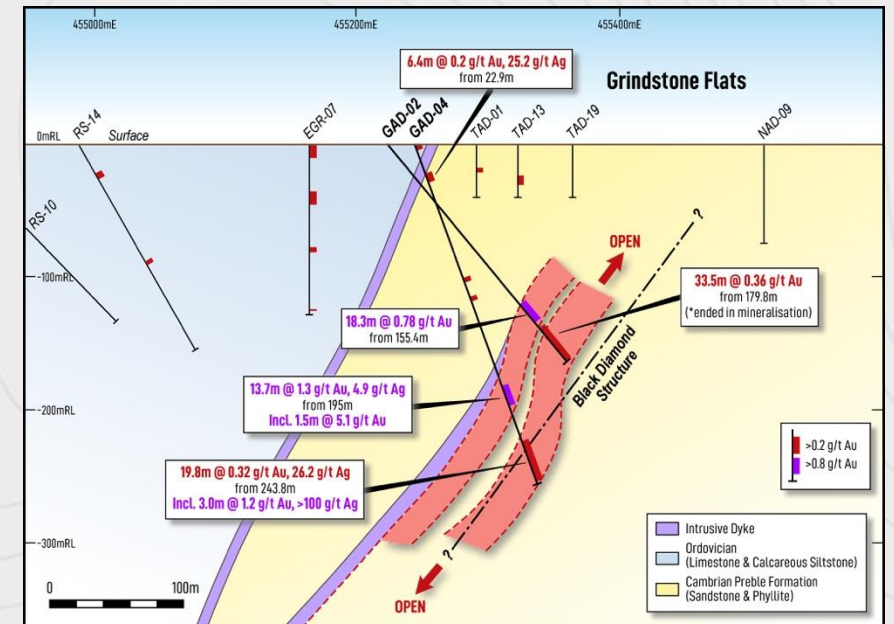 455000mE
455200mE
455400mE
Grindstone Flats
6.4m @ 0.2 g/t Au, 25.2 g/t Ag
from 22.9m
0mRL
RS-14
Surface
EGR-07
GAD-02
GAD-04
TAD-01
TAD-13
TAD-19
NAD-09
RS-10
?
OPEN
-100mRL
33.5m @ 0.36 g/t Au
from 179.8m
(*ended in mineralisation)
18.3m @ 0.78 g/t Au
from 155.4m
Black Diamond
Structure
13.7m @ 1.3 g/t Au, 4.9 g/t Ag
from 195m
Incl. 1.5m @ 5.1 g/t Au
-200mRL
>0.2 g/t Au
>0.8 g/t Au
19.8m @ 0.32 g/t Au, 26.2 g/t Ag
from 243.8m
Incl. 3.0m @ 1.2 g/t Au, >100 g/t Ag
-300mRL
?
OPEN
Intrusive Dyke
Ordovician
(Limestone & Calcareous Siltstone)
Cambrian Preble Formation
(Sandstone & Phyllite)
0
100m